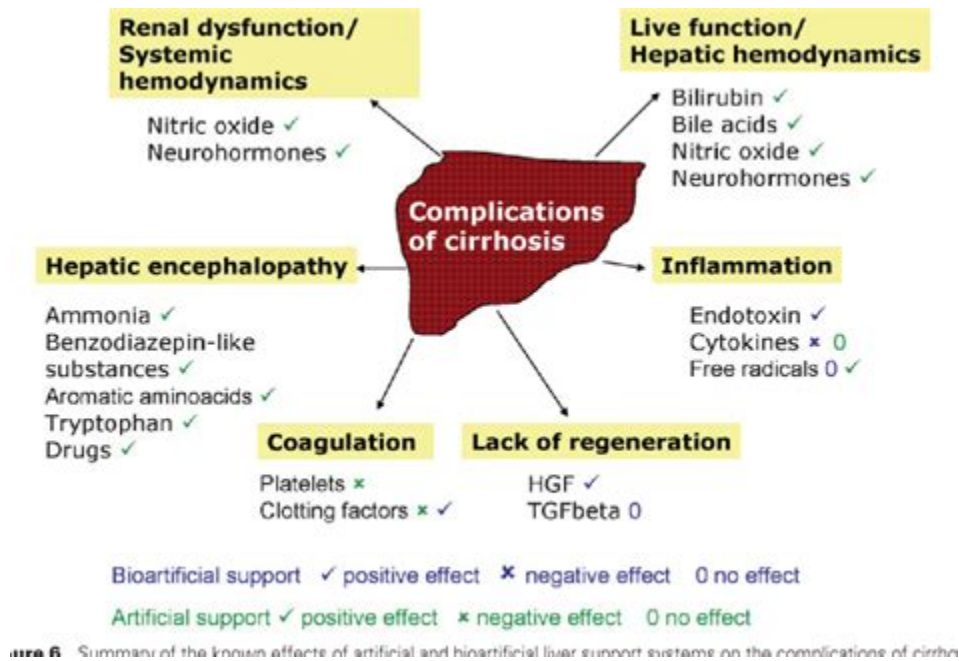 Renal dysfunction/
Systemic
hemodynamics
Nitric oxide ✓
Neurohormones ✓
Live function/
Hepatic hemodynamics
Bilirubin ✓
Bile acids ✓
Nitric oxide ✓
Neurohormones ✓
Complications
of cirrhosis
Hepatic encephalopathy
Ammonia ✓
Benzodiazepin-like
substances ✓
Aromatic aminoacids ✓
Tryptophan ✓
Drugs ✓
Inflammation
Endotoxin ✓
Cytokines × 0
Free radicals 0 ✓
Coagulation
Platelets ×
Clotting factors × ✓
Lack of regeneration
HGF ✓
TGFbeta 0
Bioartificial support ✓ positive effect × negative effect 0 no effect
Artificial support ✓ positive effect × negative effect 0 no effect
6 Summary of the known effects of artificial and bioartificial liver support systems on the complications of